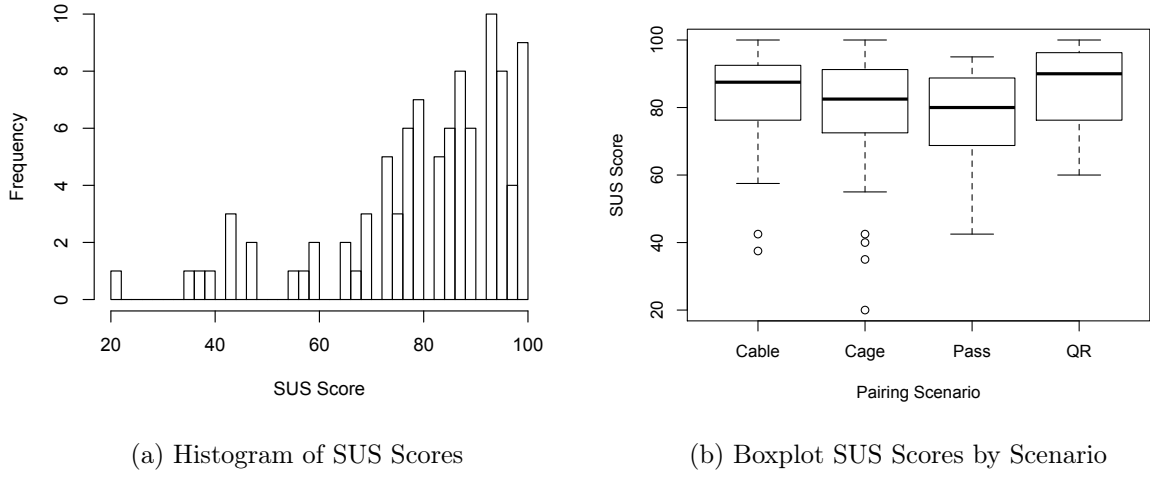 Frequency
10
8
6
4
2
0
20 40 60 80 100
SUS Score
(a) Histogram of SUS Scores
SUS Score
100
80
60
40
20
Cable Cage Pass QR
Pairing Scenario
(b) Boxplot SUS Scores by Scenario